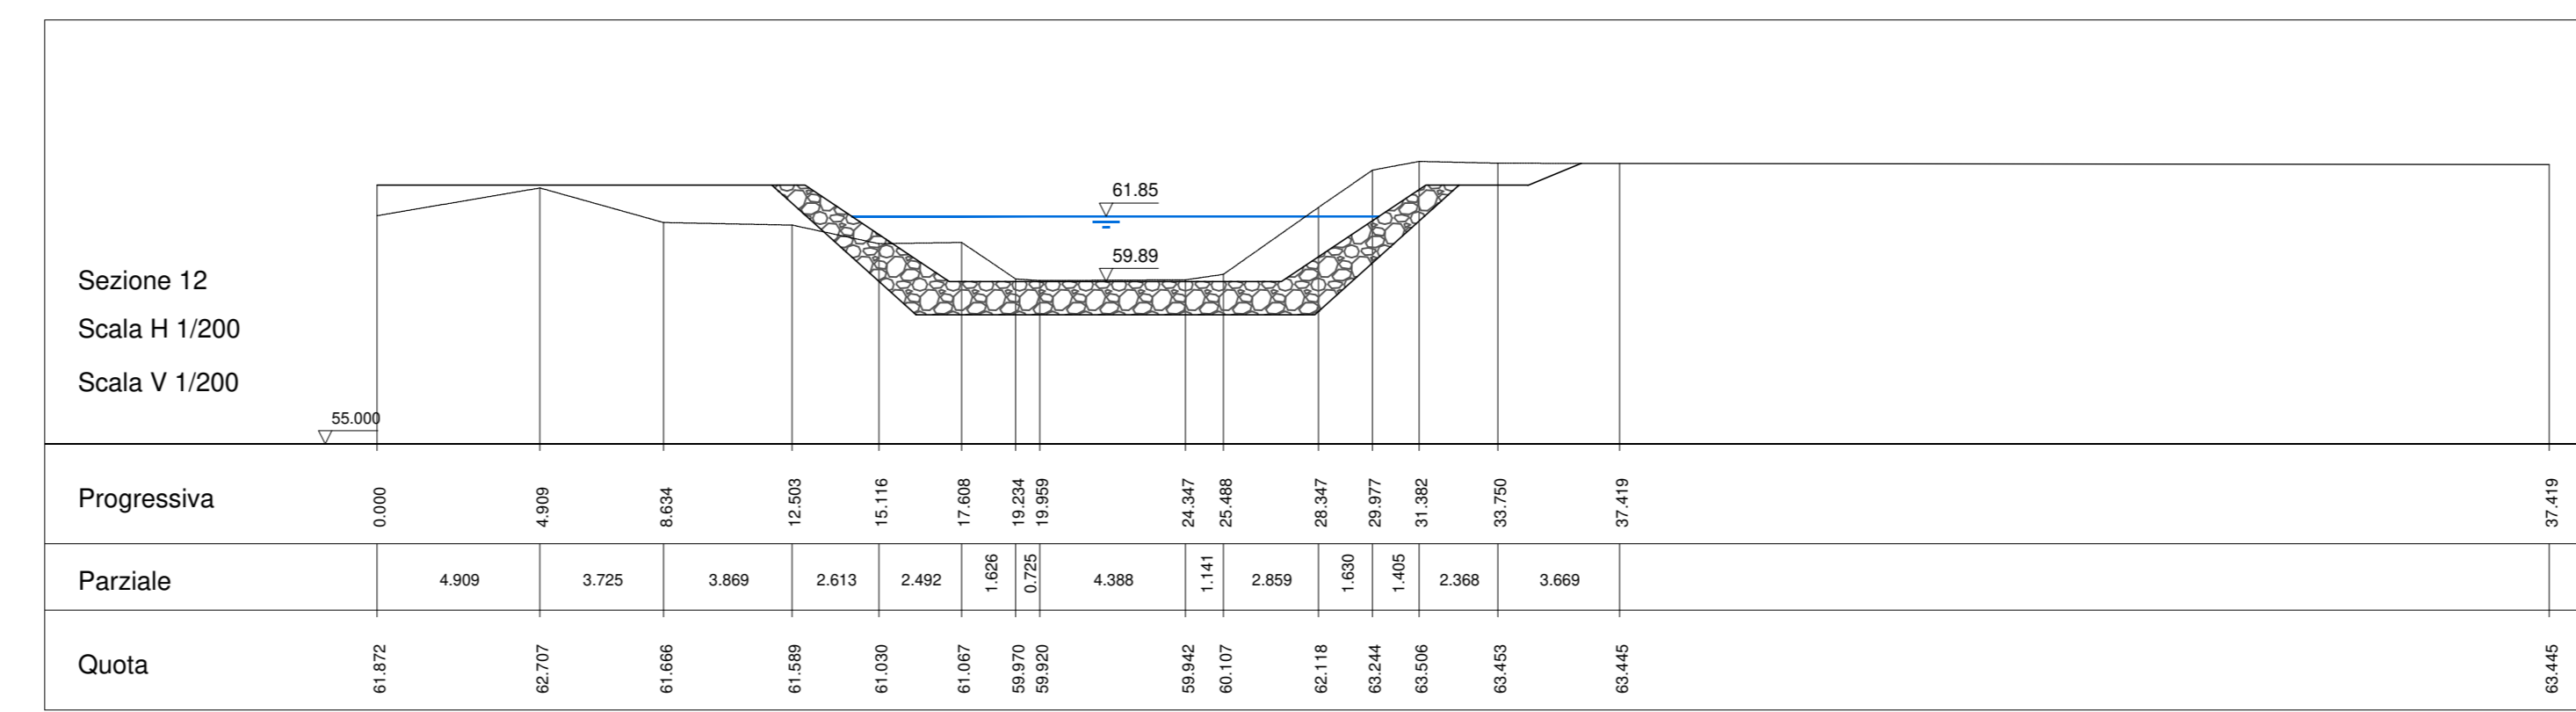 61.85
59.89
Sezione 12
Scala H 1/200
Scala V 1/200
55.000
Progressiva 0.000 4.909 8.634 12.503 15.116 17.608 19.234 19.959 24.347 25.488 28.347 29.977 31.382 33.750 37.419 37.419
Parziale 4.909 3.725 3.869 2.613 2.492 1.626 0.725 4.388 1.141 2.859 1.630 1.405 2.368 3.669
Quota 61.872 62.707 61.666 61.589 61.030 61.067 59.970 59.920 59.942 60.107 62.118 63.244 63.506 63.453 63.445 63.445